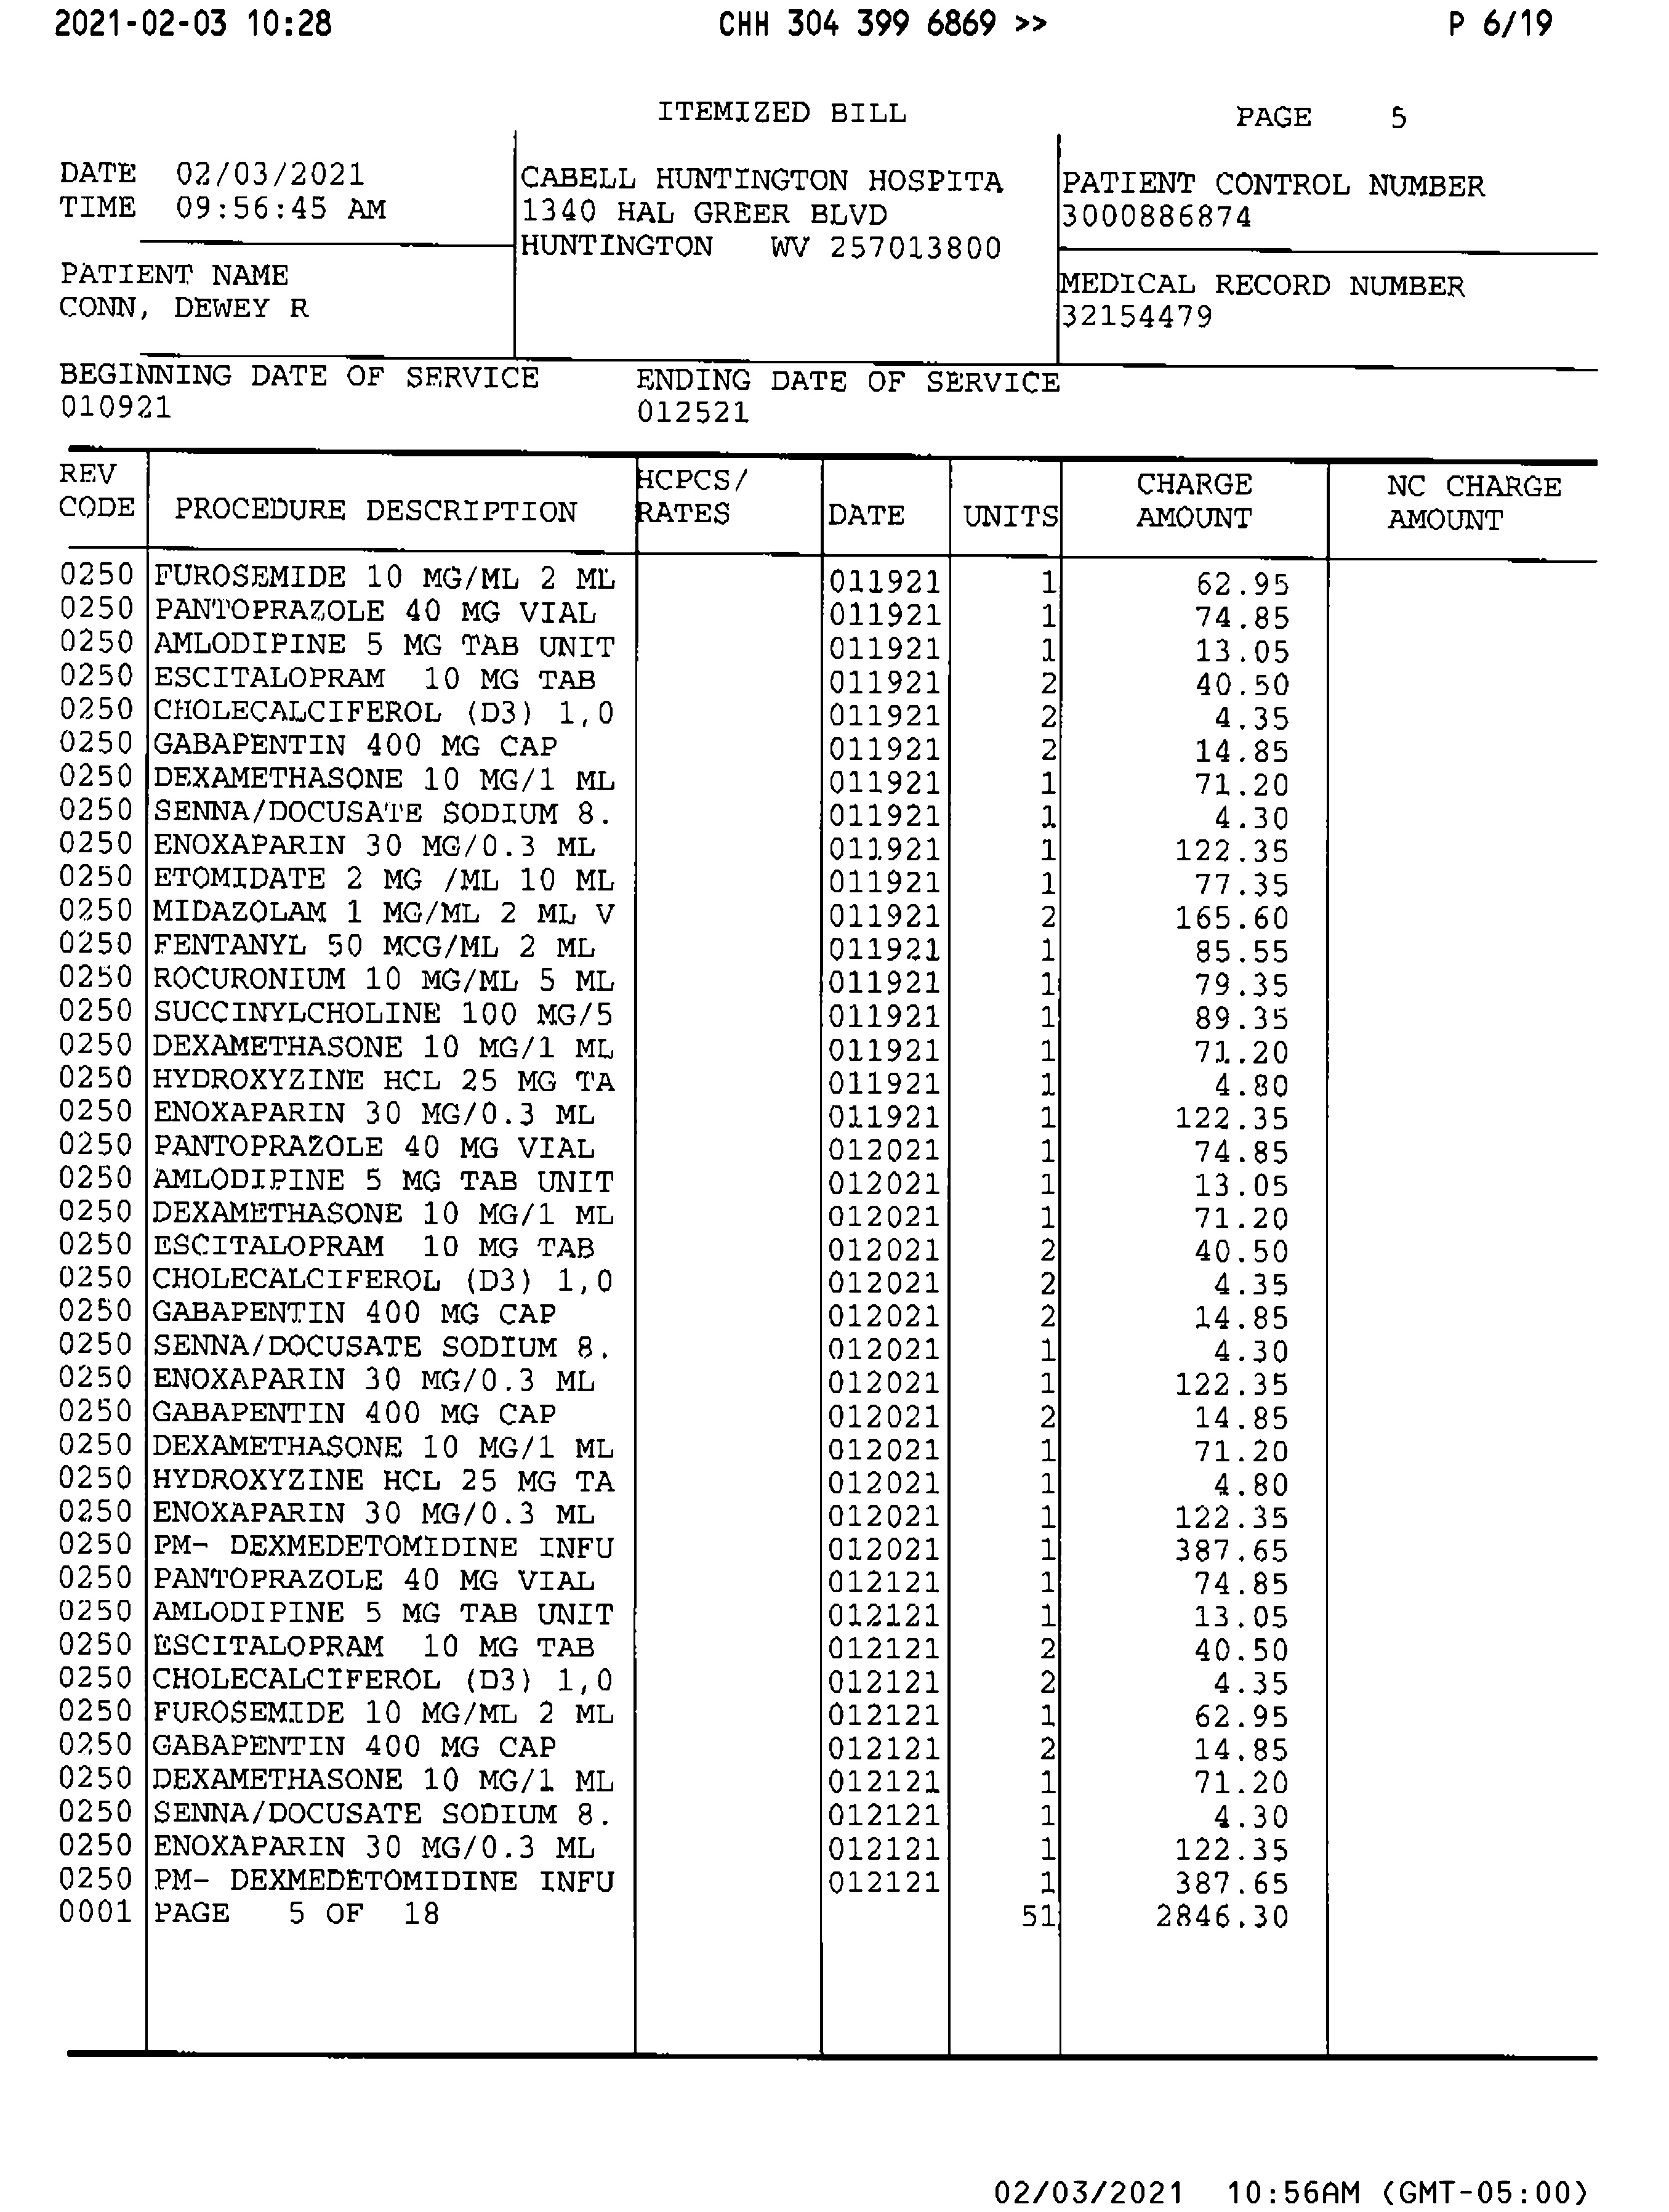 2021-02-03 10:28 CHH 304 399 6869 >> P 6/19
ITEMIZED BILL PAGE 5
DATE 02/03/2021 CABELL HUNTINGTON HOSPITA PATIENT CONTROL NUMBER
TIME 09:56:45 AM 1340 HAL GREER BLVD 3000886874
HUNTINGTON WV 257013800
PATIENT NAME MEDICAL RECORD NUMBER
CONN, DEWEY R 32154479
BEGINNING DATE OF SERVICE ENDING DATE OF SERVICE
010921 012521
REV HCPCS/ CHARGE NC CHARGE
CODE PROCEDURE DESCRIPTION RATES DATE UNITS AMOUNT AMOUNT
0250 FUROSEMIDE 10 MG/ML 2 ML 011921 1 62.95
0250 PANTOPRAZOLE 40 MG VIAL 011921 1 74.85
0250 AMLODIPINE 5 MG TAB UNIT 011921 1 13.05
0250 ESCITALOPRAM 10 MG TAB 011921 2 40.50
0250 CHOLECALCIFEROL (D3) 1,0 011921 2 4.35
0250 GABAPENTIN 400 MG CAP 011921 2 14.85
0250 DEXAMETHASONE 10 MG/1 ML 011921 1 71.20
0250 SENNA/DOCUSATE SODIUM 8. 011921 1 4.30
0250 ENOXAPARIN 30 MG/0.3 ML 011921 1 122.35
0250 ETOMIDATE 2 MG /ML 10 ML 011921 1 77.35
0250 MIDAZOLAM 1 MG/ML 2 ML V 011921 2 165.60
0250 FENTANYL 50 MCG/ML 2 ML 011921 1 85.55
0250 ROCURONIUM 10 MG/ML 5 ML 011921 1 79.35
0250 SUCCINYLCHOLINE 100 MG/5 011921 1 89.35
0250 DEXAMETHASONE 10 MG/1 ML 011921 1 71.20
0250 HYDROXYZINE HCL 25 MG TA 011921 1 4.80
0250 ENOXAPARIN 30 MG/0.3 ML 011921 1 122.35
0250 PANTOPRAZOLE 40 MG VIAL 012021 1 74.85
0250 AMLODIPINE 5 MG TAB UNIT 012021 1 13.05
0250 DEXAMETHASONE 10 MG/1 ML 012021 1 71.20
0250 ESCITALOPRAM 10 MG TAB 012021 2 40.50
0250 CHOLECALCIFEROL (D3) 1,0 012021 2 4.35
0250 GABAPENTIN 400 MG CAP 012021 2 14.85
0250 SENNA/DOCUSATE SODIUM 8. 012021 1 4.30
0250 ENOXAPARIN 30 MG/0.3 ML 012021 1 122.35
0250 GABAPENTIN 400 MG CAP 012021 2 14.85
0250 DEXAMETHASONE 10 MG/1 ML 012021 1 71.20
0250 HYDROXYZINE HCL 25 MG TA 012021 1 4.80
0250 ENOXAPARIN 30 MG/0.3 ML 012021 1 122.35
0250 PM- DEXMEDETOMIDINE INFU 012021 1 387.65
0250 PANTOPRAZOLE 40 MG VIAL 012121 1 74.85
0250 AMLODIPINE 5 MG TAB UNIT 012121 1 13.05
0250 ESCITALOPRAM 10 MG TAB 012121 2 40.50
0250 CHOLECALCIFEROL (D3) 1,0 012121 2 4.35
0250 FUROSEMIDE 10 MG/ML 2 ML 012121 1 62.95
0250 GABAPENTIN 400 MG CAP 012121 2 14.85
0250 DEXAMETHASONE 10 MG/1 ML 012121 1 71.20
0250 SENNA/DOCUSATE SODIUM 8. 012121 1 4.30
0250 ENOXAPARIN 30 MG/0.3 ML 012121 1 122.35
0250 PM- DEXMEDETOMIDINE INFU 012121 1 387.65
0001 PAGE 5 OF 18 51 2846.30
02/03/2021 10:56AM (GMT-05:00)